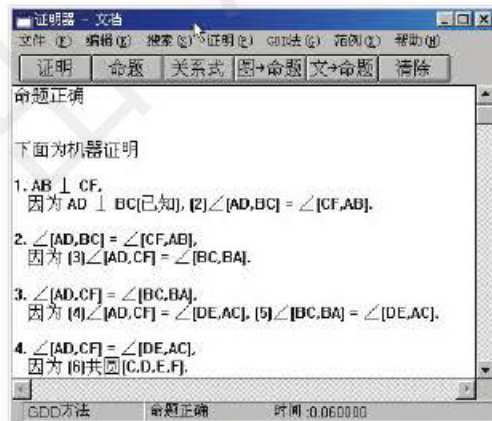 证明器 - 文档
文件 (F) 编辑(E) 搜索(S) 证明(P) GDD法(G) 范例(X) 帮助(H)
证明 命题 关系式 图→命题 文→命题 清除
命题正确
下面为机器证明
1. AB ⊥ CF,
因为 AD ⊥ BC[已知], (2)∠[AD,BC] = ∠[CF,AB].
2. ∠[AD,BC] = ∠[CF,AB],
因为 (3)∠[AD,CF] = ∠[BC,BA].
3. ∠[AD,CF] = ∠[BC,BA],
因为 (4)∠[AD,CF] = ∠[DE,AC], (5)∠[BC,BA] = ∠[DE,AC].
4. ∠[AD,CF] = ∠[DE,AC],
因为 (6)共圆[C,D,E,F].
GDD方法 命题正确 时间 :0.060000